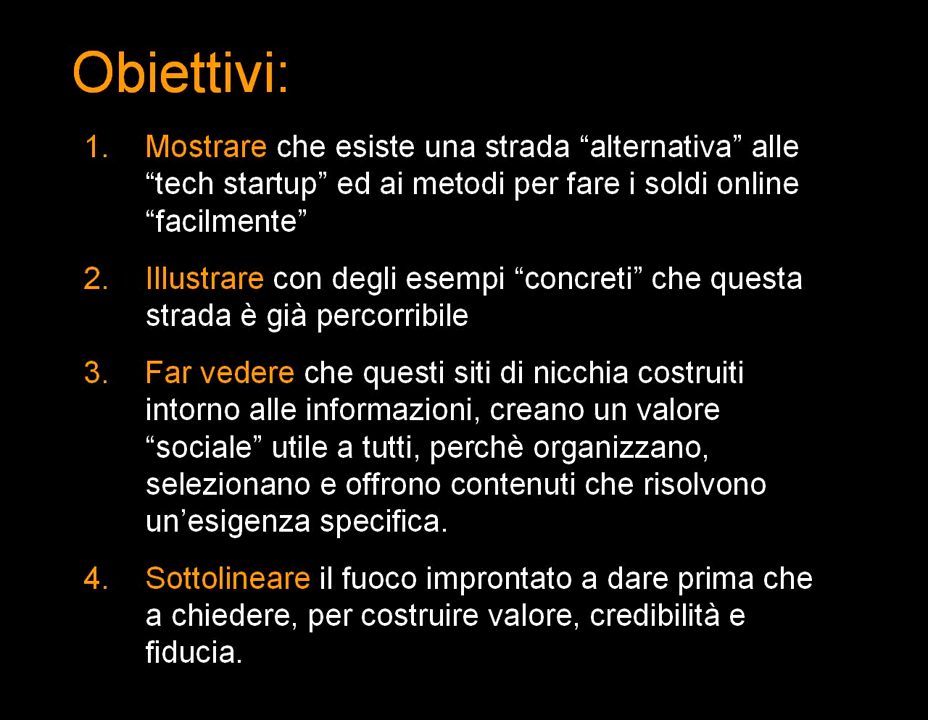 Obiettivi:
1. Mostrare che esiste una strada “alternativa” alle
“tech startup” ed ai metodi per fare i soldi online
“facilmente”
2. Illustrare con degli esempi “concreti” che questa
strada è già percorribile
3. Far vedere che questi siti di nicchia costruiti
intorno alle informazioni, creano un valore
“sociale” utile a tutti, perchè organizzano,
selezionano e offrono contenuti che risolvono
un’esigenza specifica.
4. Sottolineare il fuoco improntato a dare prima che
a chiedere, per costruire valore, credibilità e
fiducia.